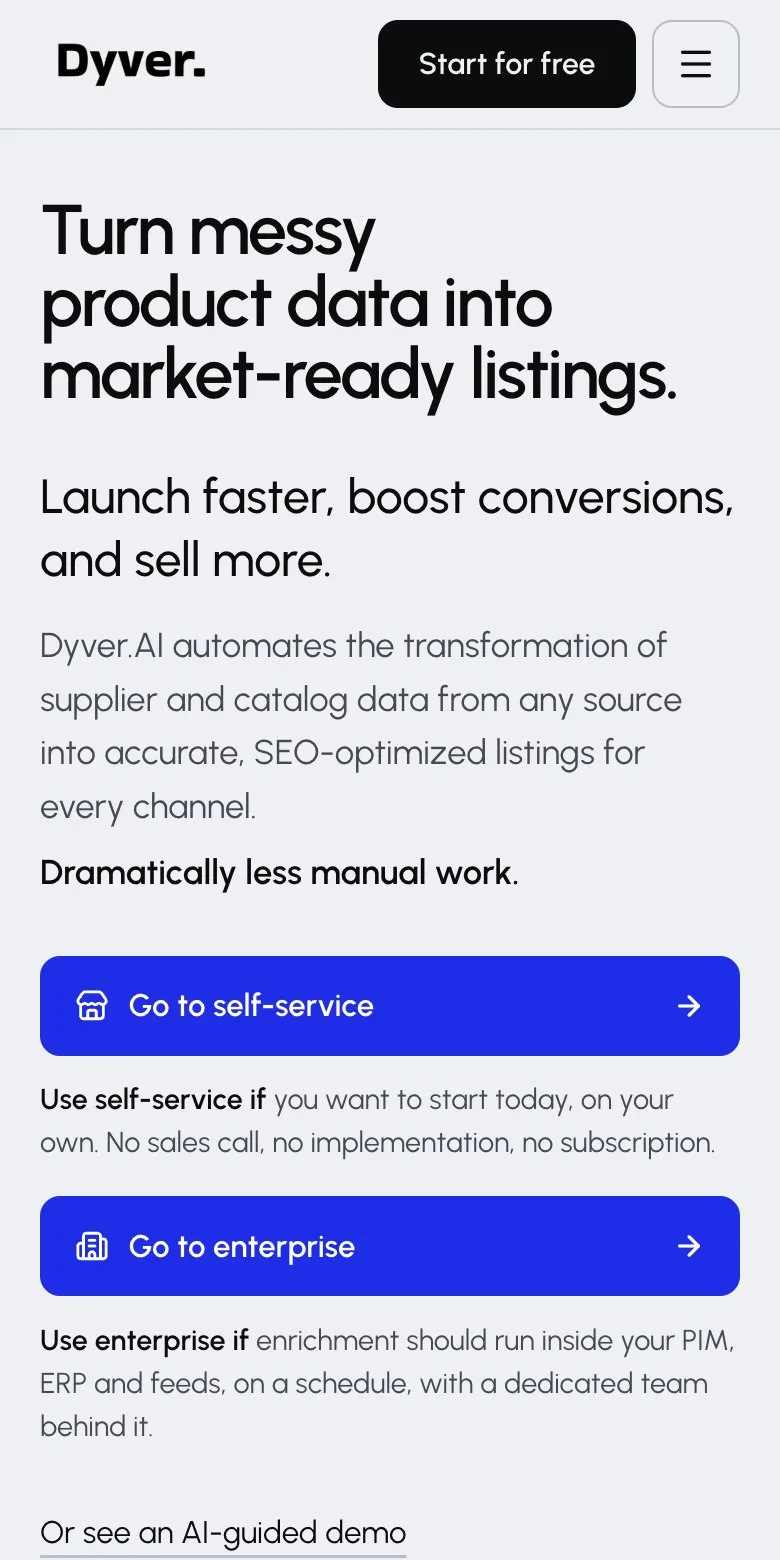 Dyver.
Start for free
Turn messy
product data into
market-ready listings.
Launch faster, boost conversions,
and sell more.
Dyver.AI automates the transformation of
supplier and catalog data from any source
into accurate, SEO-optimized listings for
every channel.
Dramatically less manual work.
Go to self-service
Use self-service if you want to start today, on your
own. No sales call, no implementation, no subscription.
Go to enterprise
Use enterprise if enrichment should run inside your PIM,
ERP and feeds, on a schedule, with a dedicated team
behind it.
Or see an AI-guided demo